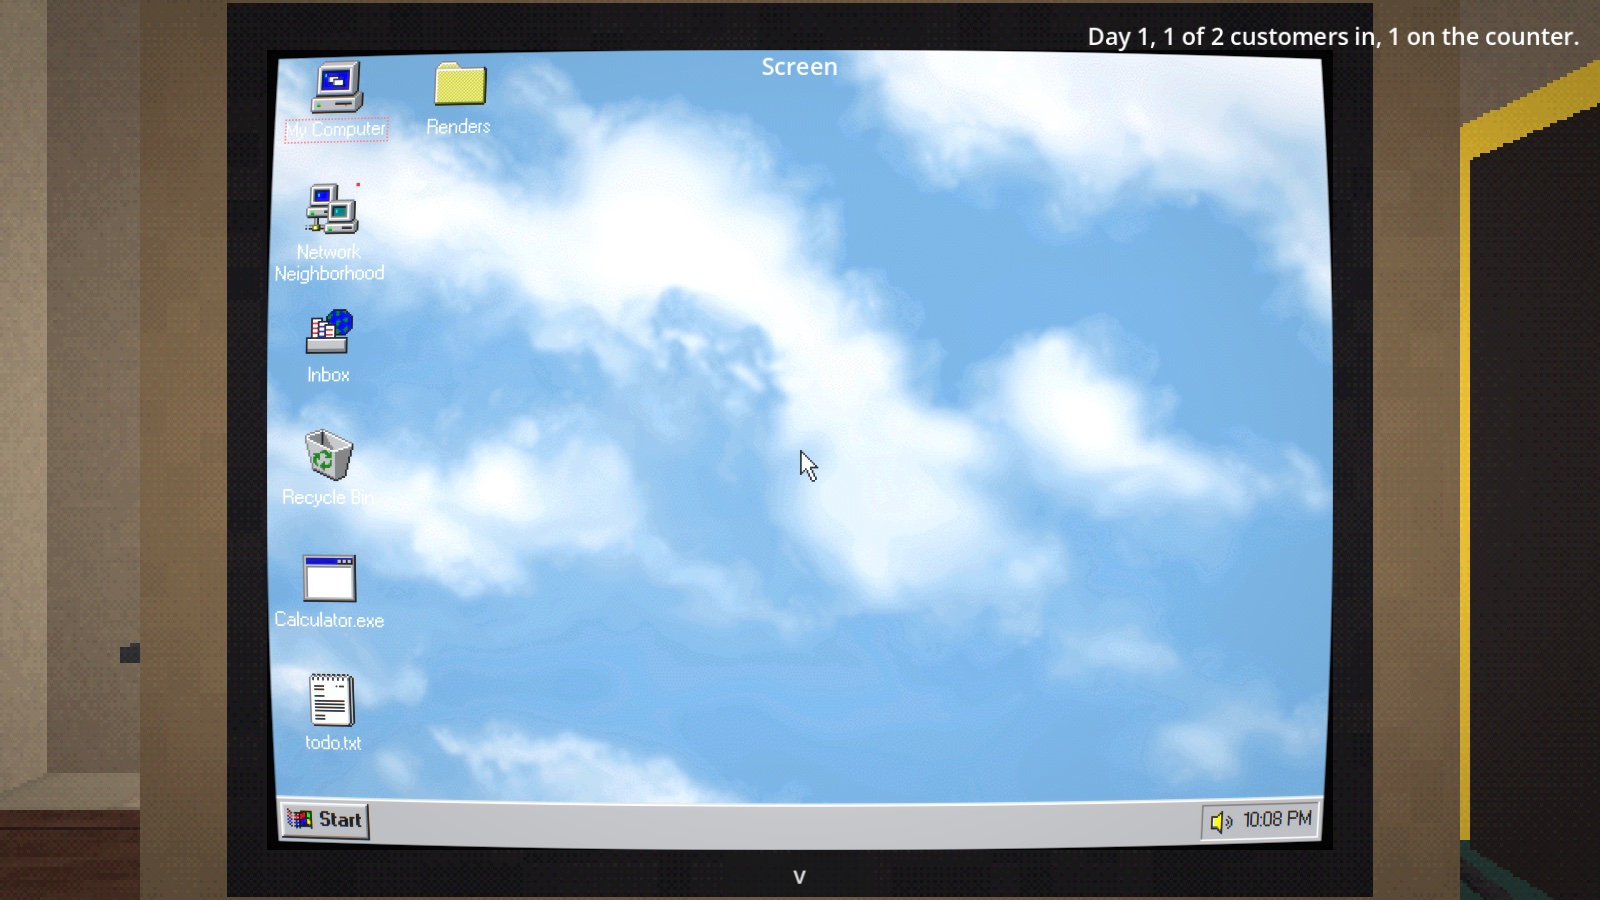 Day 1, 1 of 2 customers in, 1 on the counter.
Screen
My Computer
Renders
Network
Neighborhood
Inbox
Recycle Bin
Calculator.exe
todo.txt
Start
10:08 PM
v